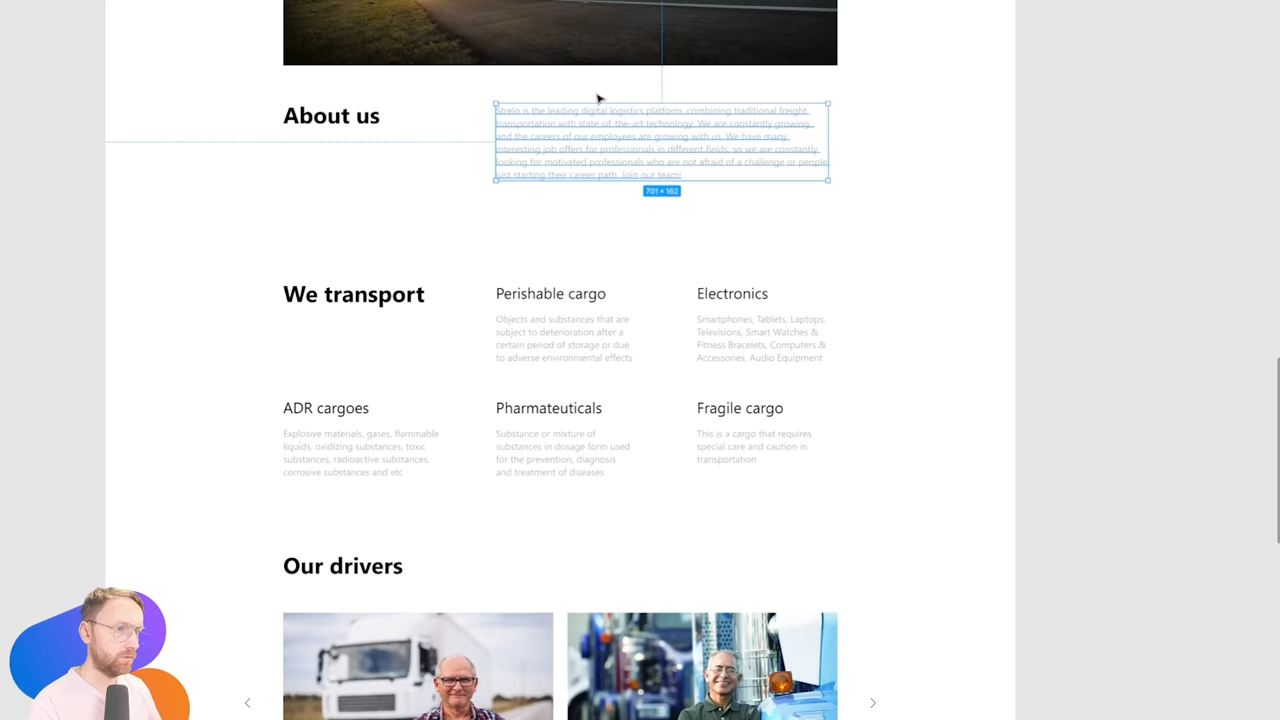 About us
Strelo is the leading digital logistics platform, combining traditional freight
transportation with state-of-the-art technology. We are constantly growing,
and the careers of our employees are growing with us. We have many
interesting job offers for professionals in different fields, so we are constantly
looking for motivated professionals who are not afraid of a challenge or people
just starting their career path. Join our team!
701 × 162
We transport
Perishable cargo
Objects and substances that are
subject to deterioration after a
certain period of storage or due
to adverse environmental effects
Electronics
Smartphones, Tablets, Laptops,
Televisions, Smart Watches &
Fitness Bracelets, Computers &
Accessories, Audio Equipment
ADR cargoes
Explosive materials, gases, flammable
liquids, oxidizing substances, toxic
substances, radioactive substances,
corrosive substances and etc
Pharmateuticals
Substance or mixture of
substances in dosage form used
for the prevention, diagnosis
and treatment of diseases
Fragile cargo
This is a cargo that requires
special care and caution in
transportation
Our drivers